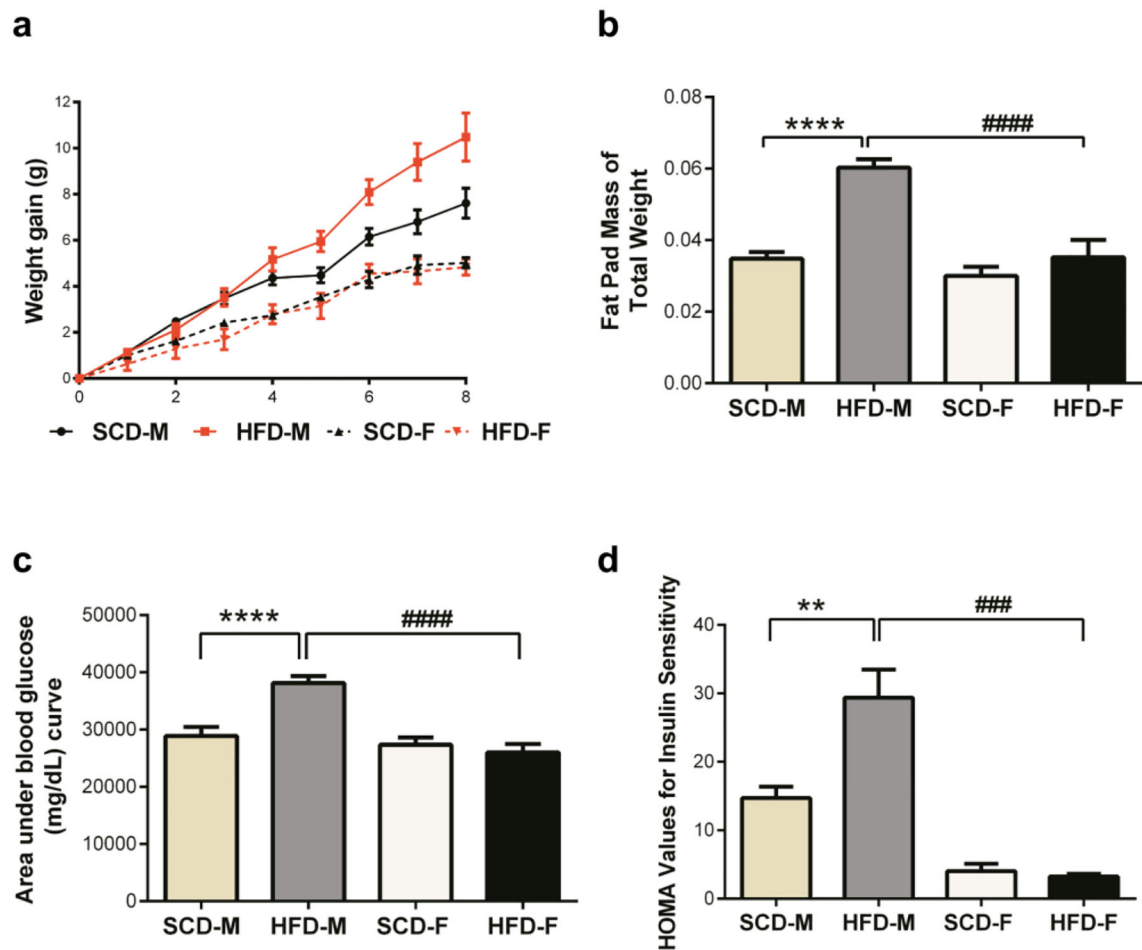 a
Weight gain (g)
12
10
8
6
4
2
0
0 2 4 6 8
SCD-M HFD-M SCD-F HFD-F
b
Fat Pad Mass of
Total Weight
0.08
0.06
0.04
0.02
0.00
**** ####
SCD-M HFD-M SCD-F HFD-F
c
Area under blood glucose
(mg/dL) curve
50000
40000
30000
20000
10000
0
**** ####
SCD-M HFD-M SCD-F HFD-F
d
HOMA Values for Insulin Sensitivity
40
30
20
10
0
** ###
SCD-M HFD-M SCD-F HFD-F